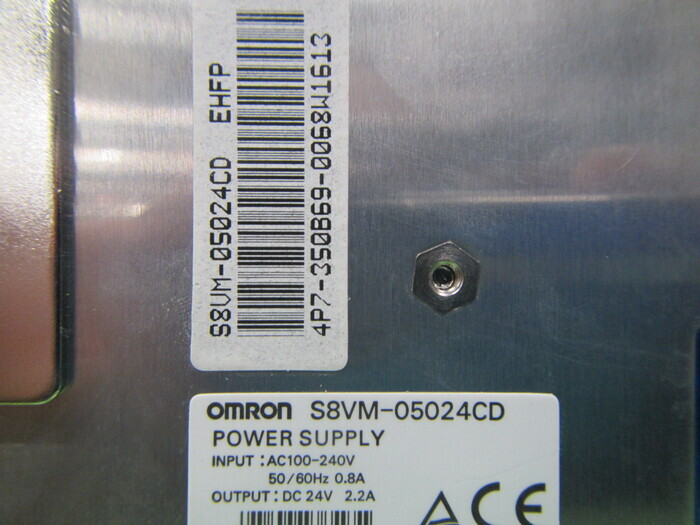 S8VM-05024CD EHFP
4P7-350B69-0068W1613
OMRON S8VM-05024CD
POWER SUPPLY
INPUT : AC100-240V
50/60Hz 0.8A
OUTPUT : DC 24V 2.2A
CE